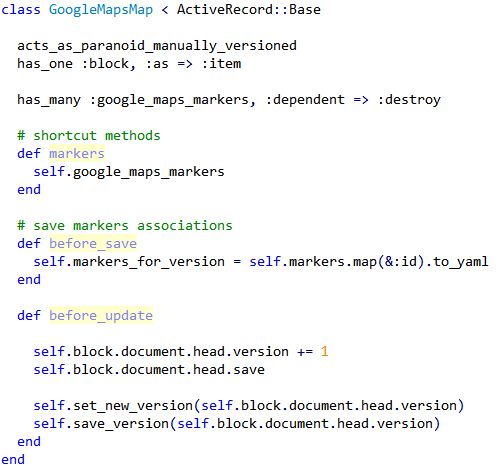 class GoogleMapsMap < ActiveRecord::Base
acts_as_paranoid_manually_versioned
has_one :block, :as => :item
has_many :google_maps_markers, :dependent => :destroy
# shortcut methods
def markers
self.google_maps_markers
end
# save markers associations
def before_save
self.markers_for_version = self.markers.map(&:id).to_yaml
end
def before_update
self.block.document.head.version += 1
self.block.document.head.save
self.set_new_version(self.block.document.head.version)
self.save_version(self.block.document.head.version)
end
end